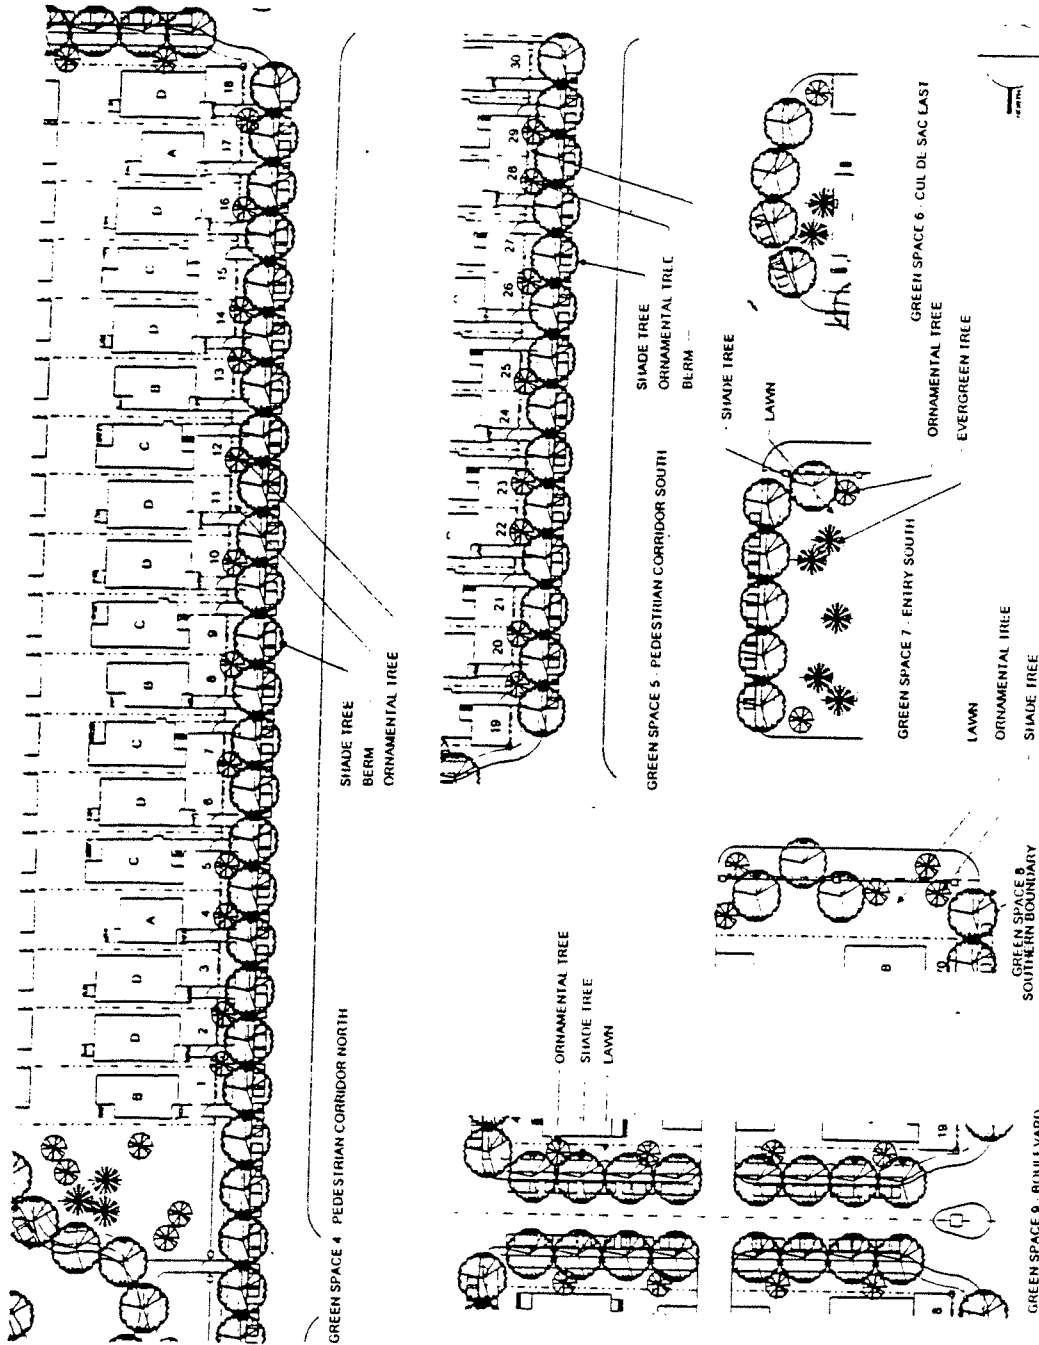 B D D A C D C B C D D C B D C D A D
1 2 3 4 5 6 7 8 9 10 11 12 13 14 15 16 17 18
SHADE TREE
BERM
ORNAMENTAL TREE
GREEN SPACE 4 PEDESTRIAN CORRIDOR NORTH
19 20 21 22 23 24 25 26 27 28 29 30
SHADE TREE
ORNAMENTAL TREE
BERM
GREEN SPACE 5 - PEDESTRIAN CORRIDOR SOUTH
GREEN SPACE 6 - CUL DE SAC EAST
SHADE TREE
LAWN
ORNAMENTAL TREE
EVERGREEN TREE
GREEN SPACE 7 - ENTRY SOUTH
LAWN
ORNAMENTAL TREE
SHADE TREE
B
GREEN SPACE 8
SOUTHERN BOUNDARY
ORNAMENTAL TREE
SHADE TREE
LAWN
19
8
GREEN SPACE 9 - BOULEVARD